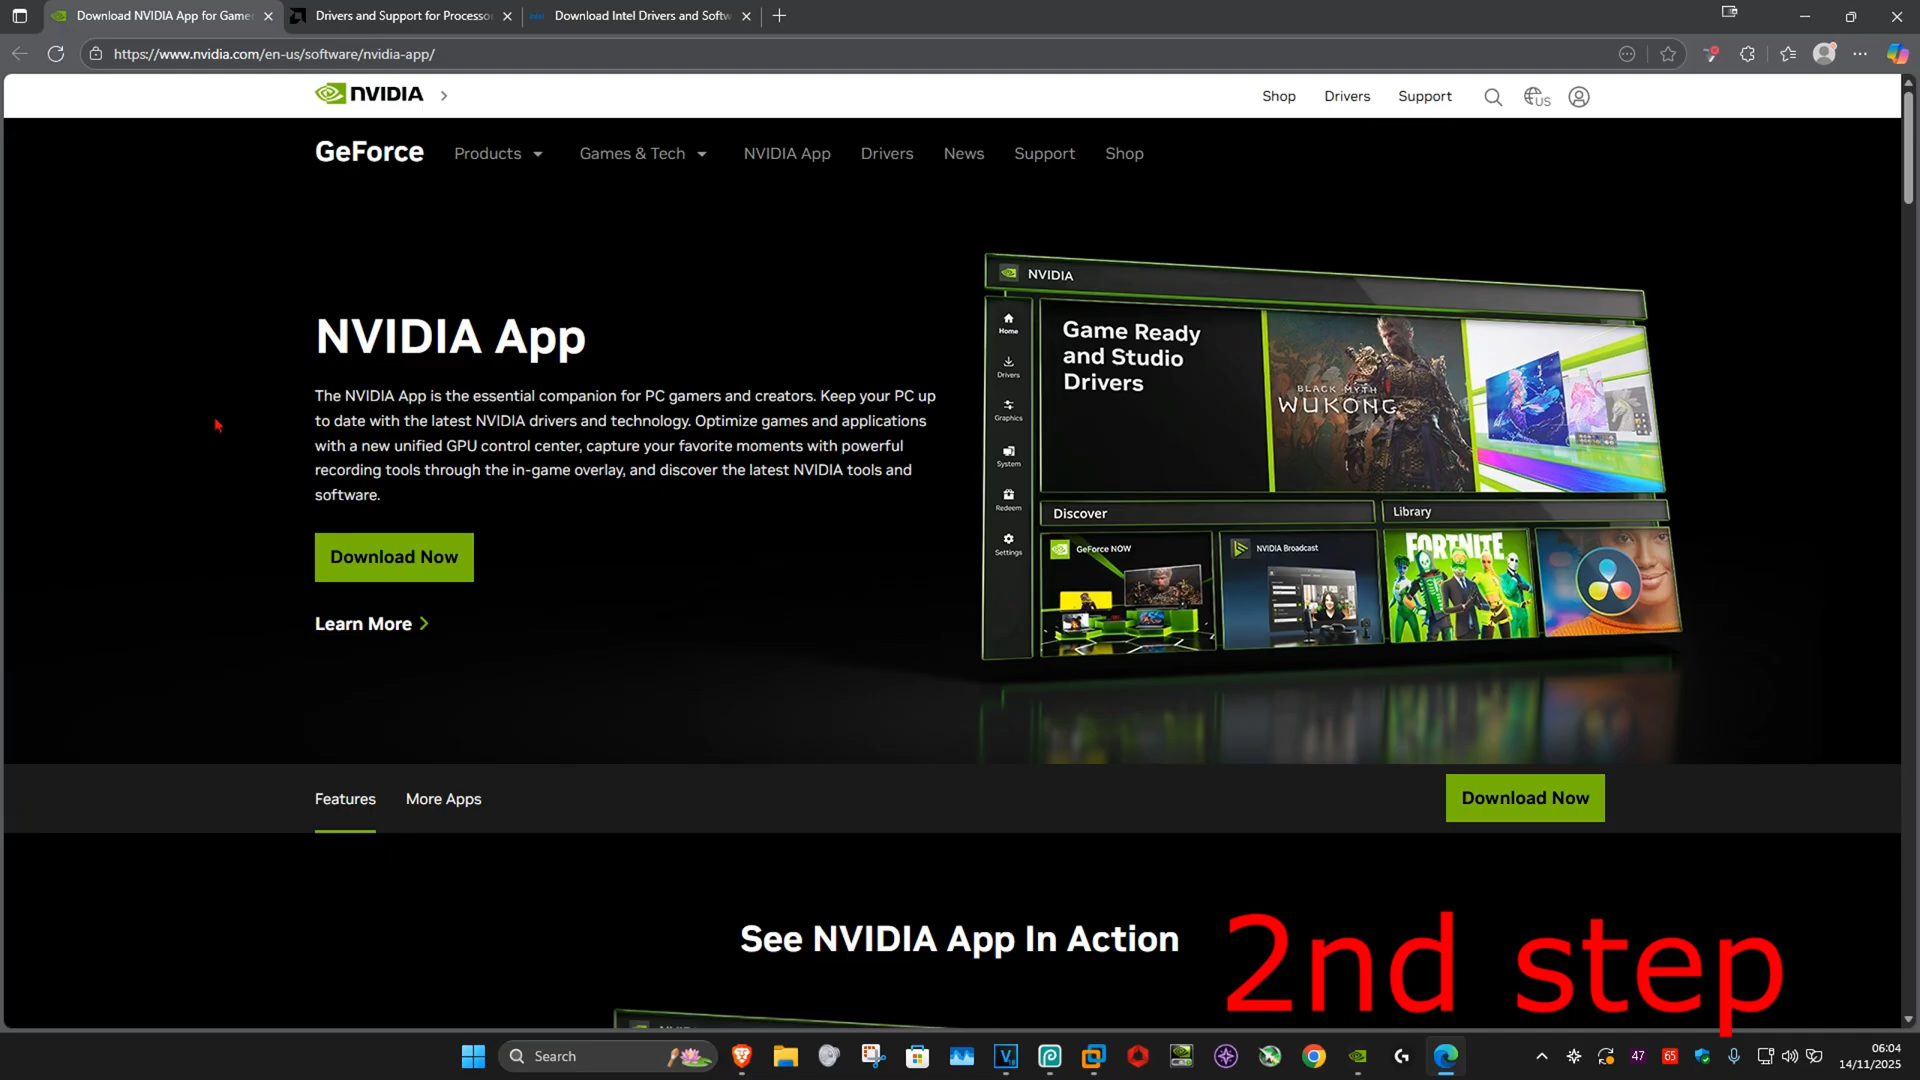 Download NVIDIA App for Game
Drivers and Support for Processo
Download Intel Drivers and Softw
https://www.nvidia.com/en-us/software/nvidia-app/
NVIDIA
Shop
Drivers
Support
US
GeForce
Products
Games & Tech
NVIDIA App
Drivers
News
Support
Shop
NVIDIA App
The NVIDIA App is the essential companion for PC gamers and creators. Keep your PC up
to date with the latest NVIDIA drivers and technology. Optimize games and applications
with a new unified GPU control center, capture your favorite moments with powerful
recording tools through the in-game overlay, and discover the latest NVIDIA tools and
software.
Download Now
Learn More
NVIDIA
Home
Drivers
Graphics
System
Redeem
Settings
Game Ready
and Studio
Drivers
BLACK MYTH
WUKONG
Discover
Library
GeForce NOW
NVIDIA Broadcast
FORTNITE
Features
More Apps
Download Now
See NVIDIA App In Action
2nd step
Search
47
65
06:04
14/11/2025